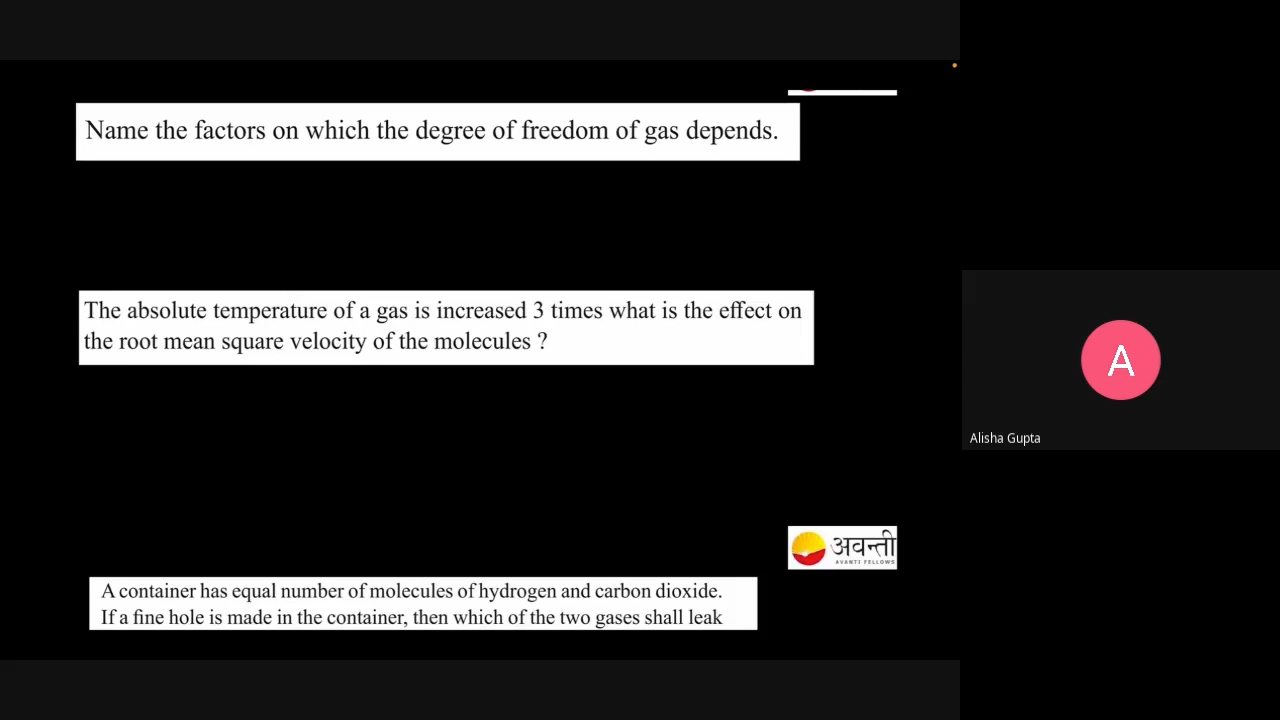 Name the factors on which the degree of freedom of gas depends.
The absolute temperature of a gas is increased 3 times what is the effect on
the root mean square velocity of the molecules ?
A
Alisha Gupta
अवन्ती
AVANTI FELLOWS
A container has equal number of molecules of hydrogen and carbon dioxide.
If a fine hole is made in the container, then which of the two gases shall leak